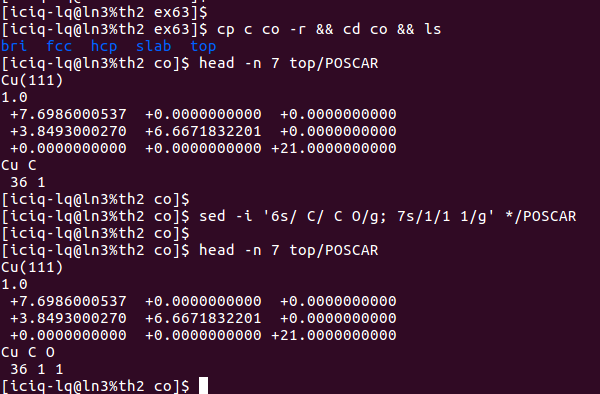 [iciq-lq@ln3%th2 ex63]$
[iciq-lq@ln3%th2 ex63]$ cp c co -r && cd co && ls
bri  fcc  hcp  slab  top
[iciq-lq@ln3%th2 co]$ head -n 7 top/POSCAR
Cu(111)
1.0
 +7.6986000537  +0.0000000000  +0.0000000000
 +3.8493000270  +6.6671832201  +0.0000000000
 +0.0000000000  +0.0000000000 +21.0000000000
Cu C
 36 1
[iciq-lq@ln3%th2 co]$
[iciq-lq@ln3%th2 co]$ sed -i '6s/ C/ C O/g; 7s/1/1 1/g' */POSCAR
[iciq-lq@ln3%th2 co]$
[iciq-lq@ln3%th2 co]$ head -n 7 top/POSCAR
Cu(111)
1.0
 +7.6986000537  +0.0000000000  +0.0000000000
 +3.8493000270  +6.6671832201  +0.0000000000
 +0.0000000000  +0.0000000000 +21.0000000000
Cu C O
 36 1 1
[iciq-lq@ln3%th2 co]$